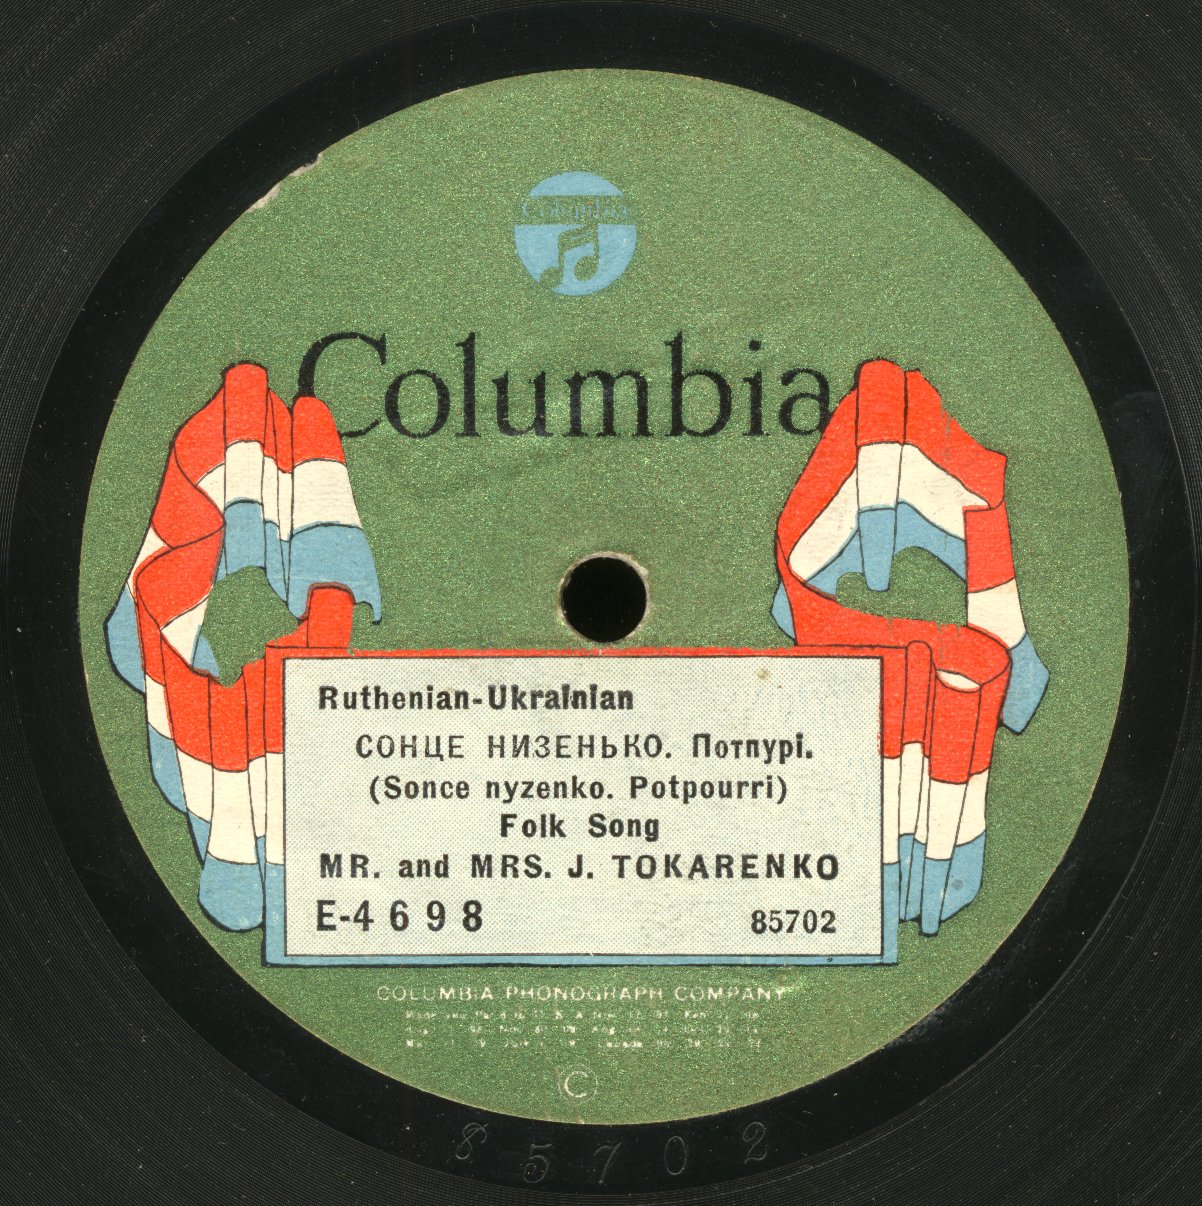 Columbia
Columbia
Ruthenian-Ukrainian
СОНЦЕ НИЗЕНЬКО. Потпурі.
(Sonce nyzenko. Potpourri)
Folk Song
MR. and MRS. J. TOKARENKO
E-4698 85702
COLUMBIA PHONOGRAPH COMPANY
C
85702